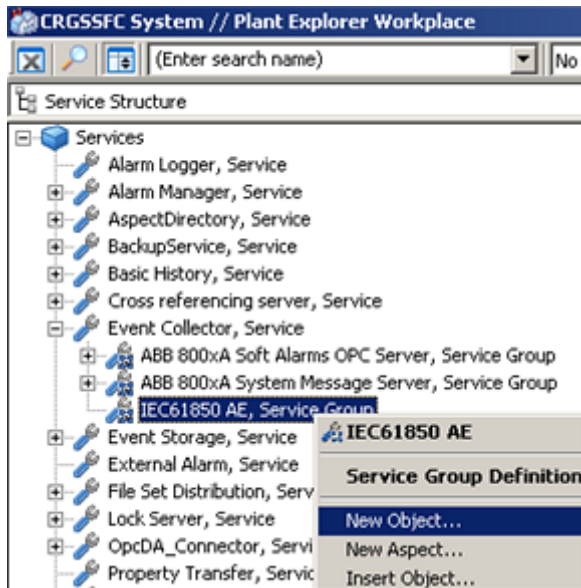 CRGSSFC System // Plant Explorer Workplace
(Enter search name) No
Service Structure
Services
Alarm Logger, Service
Alarm Manager, Service
AspectDirectory, Service
BackupService, Service
Basic History, Service
Cross referencing server, Service
Event Collector, Service
ABB 800xA Soft Alarms OPC Server, Service Group
ABB 800xA System Message Server, Service Group
IEC61850 AE, Service Group
Event Storage, Service
External Alarm, Service
File Set Distribution, Serv
Lock Server, Service
OpcDA_Connector, Servi
Property Transfer, Servic
IEC61850 AE
Service Group Definition
New Object...
New Aspect...
Insert Object...